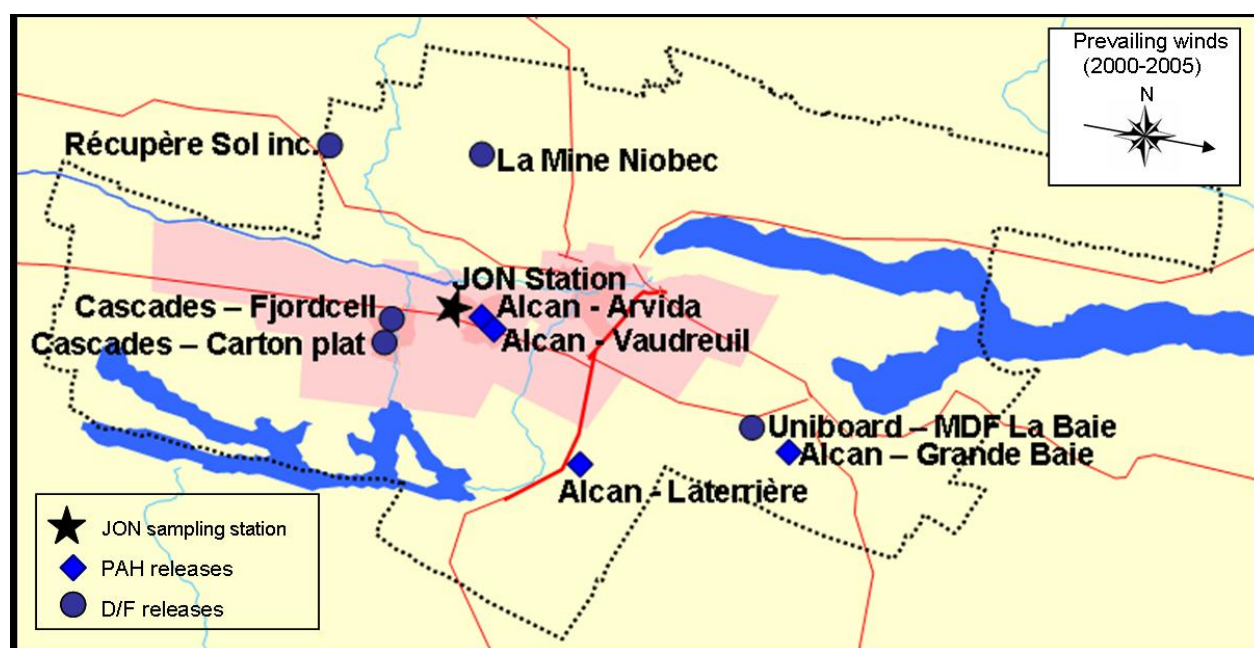 Prevailing winds
(2000-2005)
N
Récupère Sol inc.
La Mine Niobec
JON Station
Cascades – Fjordcell
Alcan - Arvida
Cascades – Carton plat
Alcan - Vaudreuil
Uniboard – MDF La Baie
Alcan – Grande Baie
Alcan - Laterrière
JON sampling station
PAH releases
D/F releases